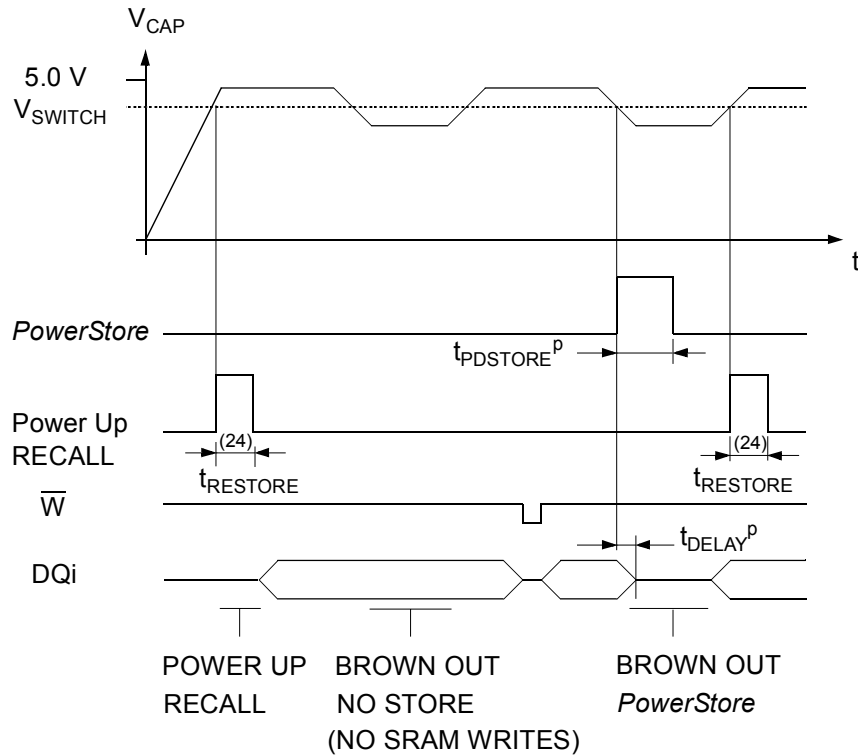 VCAP
5.0 V
VSWITCH
t
PowerStore
tPDSTOREp
Power Up
RECALL
(24)
(24)
tRESTORE
tRESTORE
W
tDELAYp
DQi
POWER UP
RECALL
BROWN OUT
NO STORE
(NO SRAM WRITES)
BROWN OUT
PowerStore